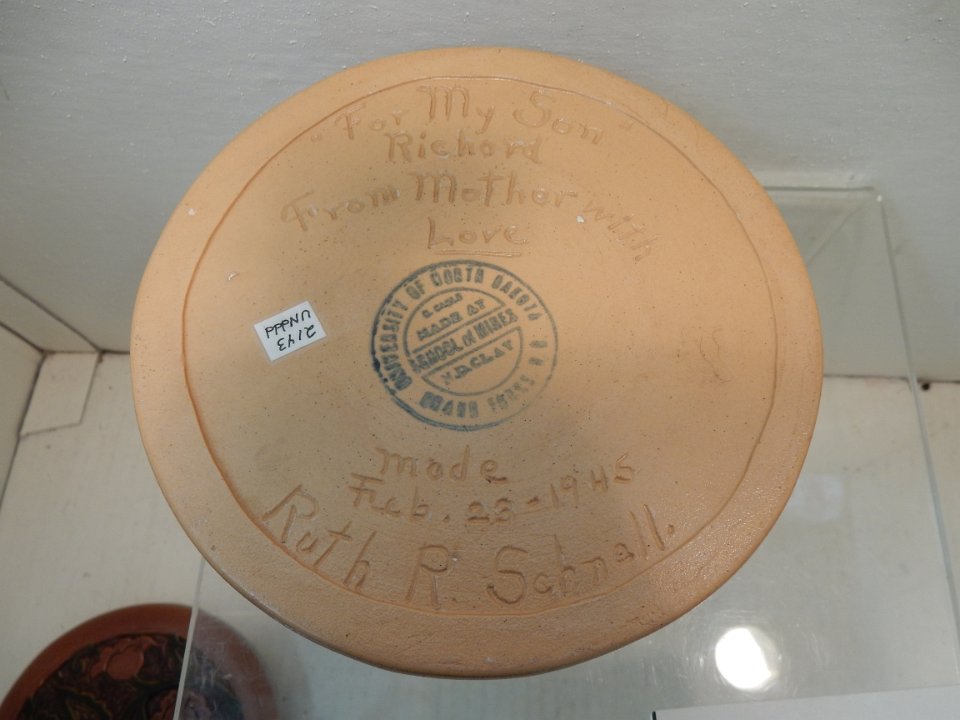 "For My Son"
Richard
From Mother with
Love
UNIVERSITY OF NORTH DAKOTA
GRAND FORKS N.D.
MADE AT
SCHOOL of MINES
N.D. CLAY
2143
UNDPPP
Made
Feb. 23-1945
Ruth R. Schnell.